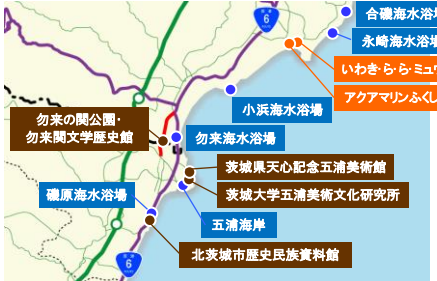 合磯海水浴場
6
永崎海水浴場
いわき・ら・ら・ミュウ
アクアマリンふくし
小浜海水浴場
勿来の関公園・
勿来関文学歴史館
勿来海水浴場
茨城県天心記念五浦美術館
茨城大学五浦美術文化研究所
磯原海水浴場
五浦海岸
北茨城市歴史民族資料館
6